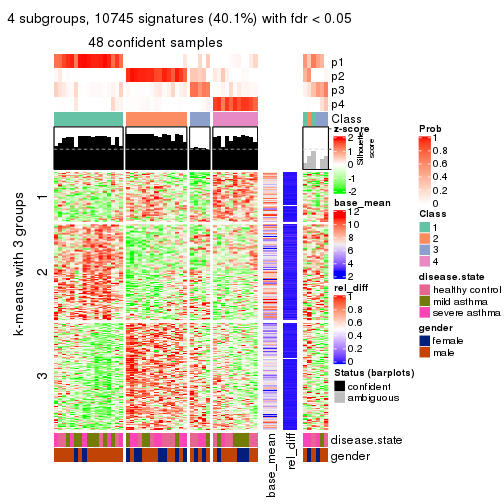 4 subgroups, 10745 signatures (40.1%) with fdr < 0.05
48 confident samples
p1
p2
p3
p4
Class
Silhouette
score
1
2
3
k-means with 3 groups
disease.state
gender
base_mean
rel_diff
z-score
2
1
0
-1
-2
base_mean
12
10
8
6
4
2
rel_diff
1
0.8
0.6
0.4
0.2
0
Status (barplots)
confident
ambiguous
Prob
1
0.8
0.6
0.4
0.2
0
Class
1
2
3
4
disease.state
healthy control
mild asthma
severe asthma
gender
female
male